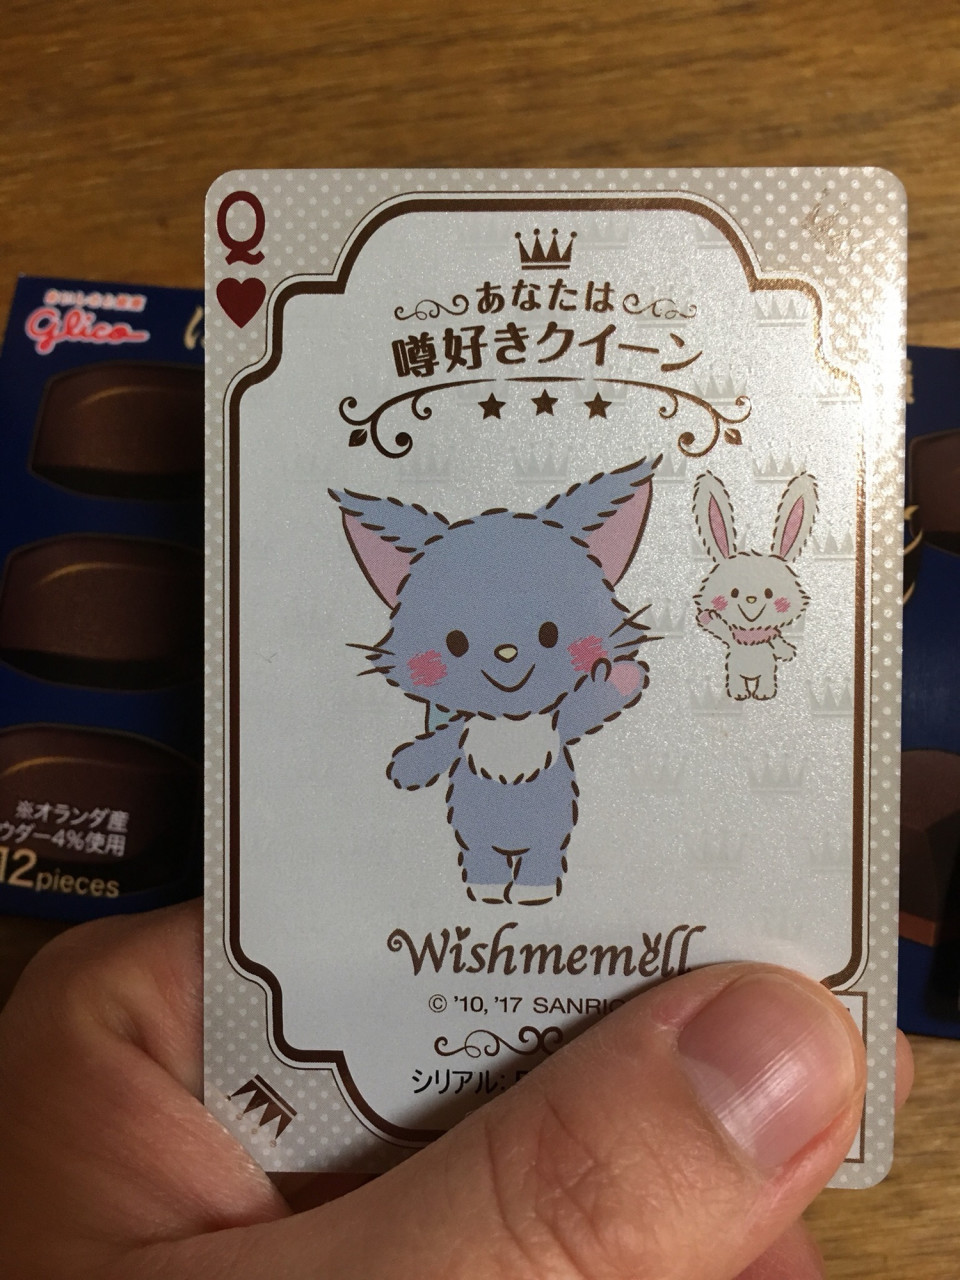 Q
あなたは
噂好きクイーン
Wishmemell
© '10, '17 SANRIO
シリアル:
glico
※オランダ産
ウダー4%使用
12pieces